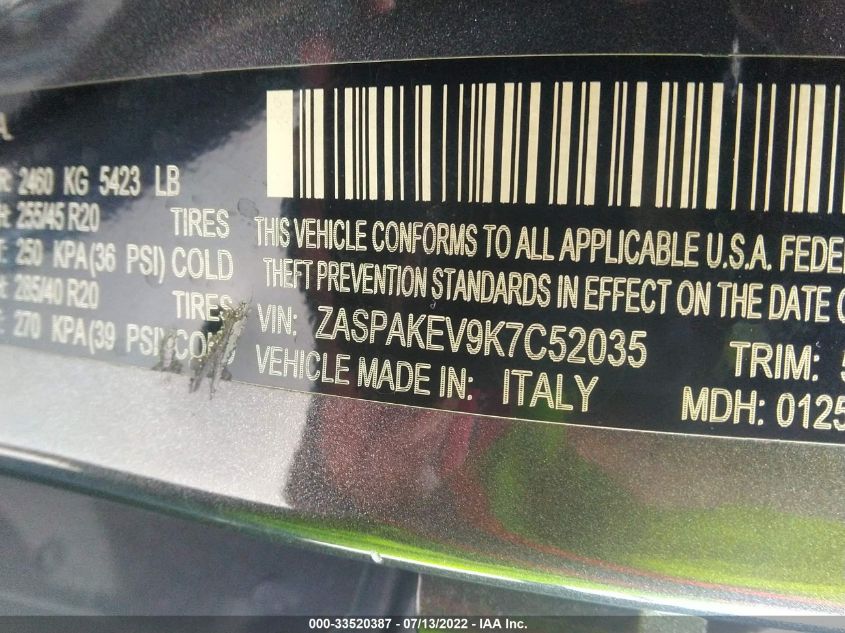 A
R: 2460 KG 5423 LB
H: 255/45 R20 TIRES
T: 250 KPA(36 PSI) COLD
H: 285/40 R20 TIRES
T: 270 KPA(39 PSI) COLD
THIS VEHICLE CONFORMS TO ALL APPLICABLE U.S.A. FEDE
THEFT PREVENTION STANDARDS IN EFFECT ON THE DATE O
VIN: ZASPAKEV9K7C52035 TRIM: 5
VEHICLE MADE IN: ITALY MDH: 0125
000-33520387 - 07/13/2022 - IAA Inc.